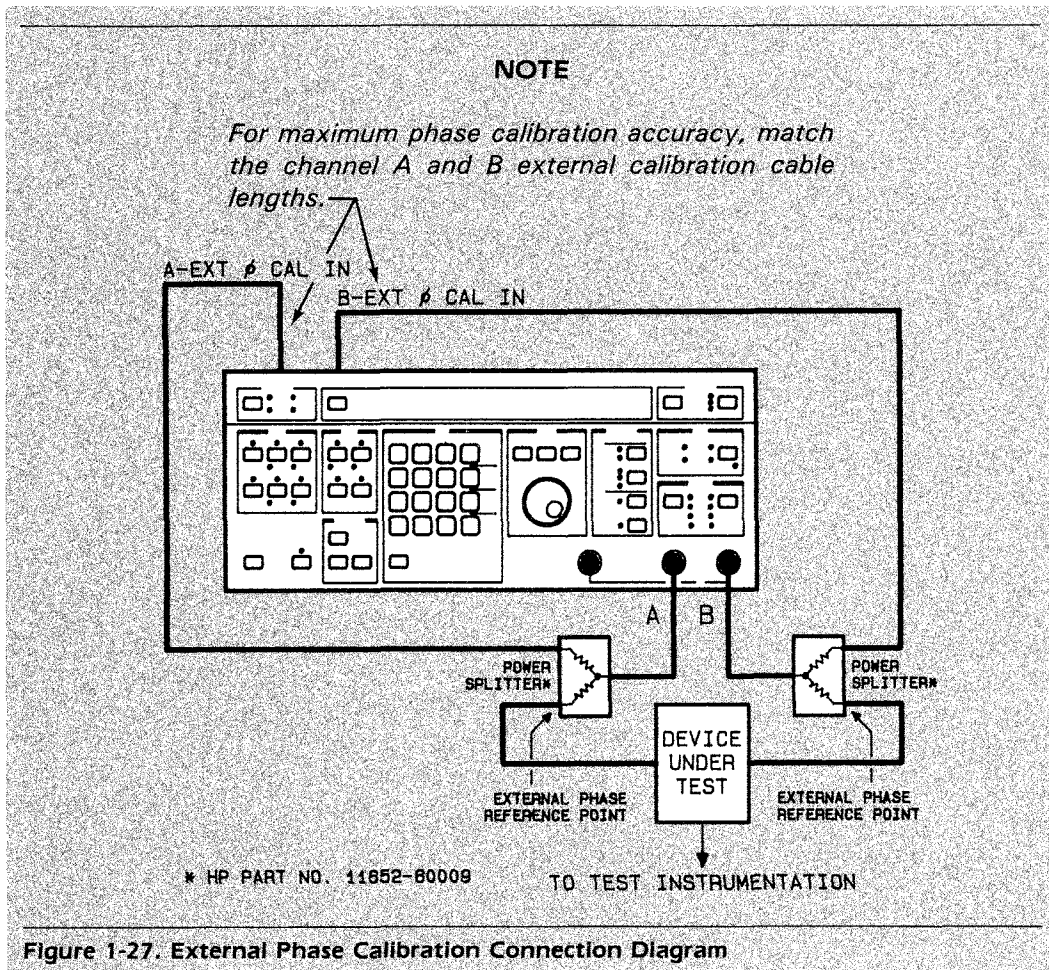 NOTE
For maximum phase calibration accuracy, match
the channel A and B external calibration cable
lengths.
A-EXT ø CAL IN
B-EXT ø CAL IN
A B
POWER
SPLITTER*
POWER
SPLITTER*
DEVICE
UNDER
TEST
EXTERNAL PHASE
REFERENCE POINT
EXTERNAL PHASE
REFERENCE POINT
* HP PART NO. 11652-60009
TO TEST INSTRUMENTATION
Figure 1-27. External Phase Calibration Connection Diagram